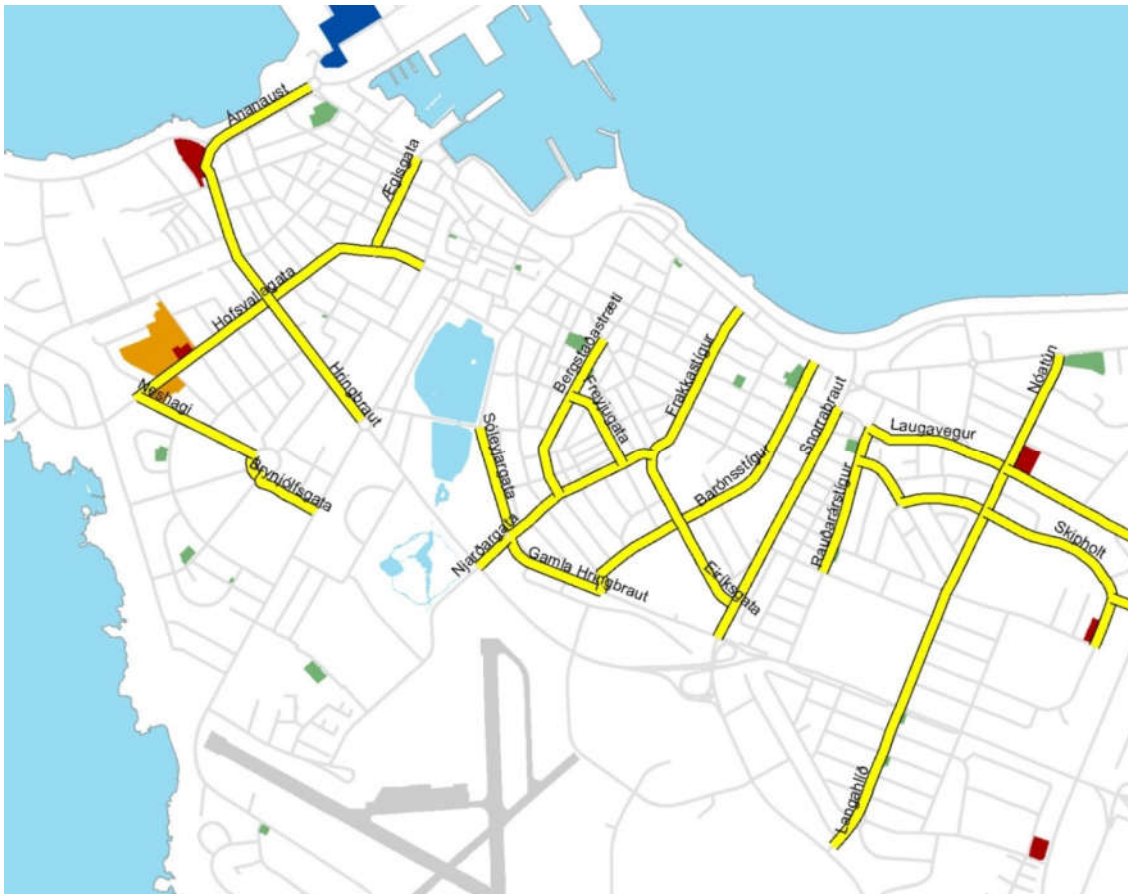 Ánanaust
Ægisgata
Hofsvallagata
Hringbraut
Neshagi
Brynjólfsgata
Bergstaðastræti
Freyjugata
Frakkastígur
Sóleyjargata
Njarðargata
Gamla Hringbraut
Barónsstígur
Eiríksgata
Snorrabraut
Rauðarárstígur
Laugavegur
Nóatún
Skipholt
Langahlíð